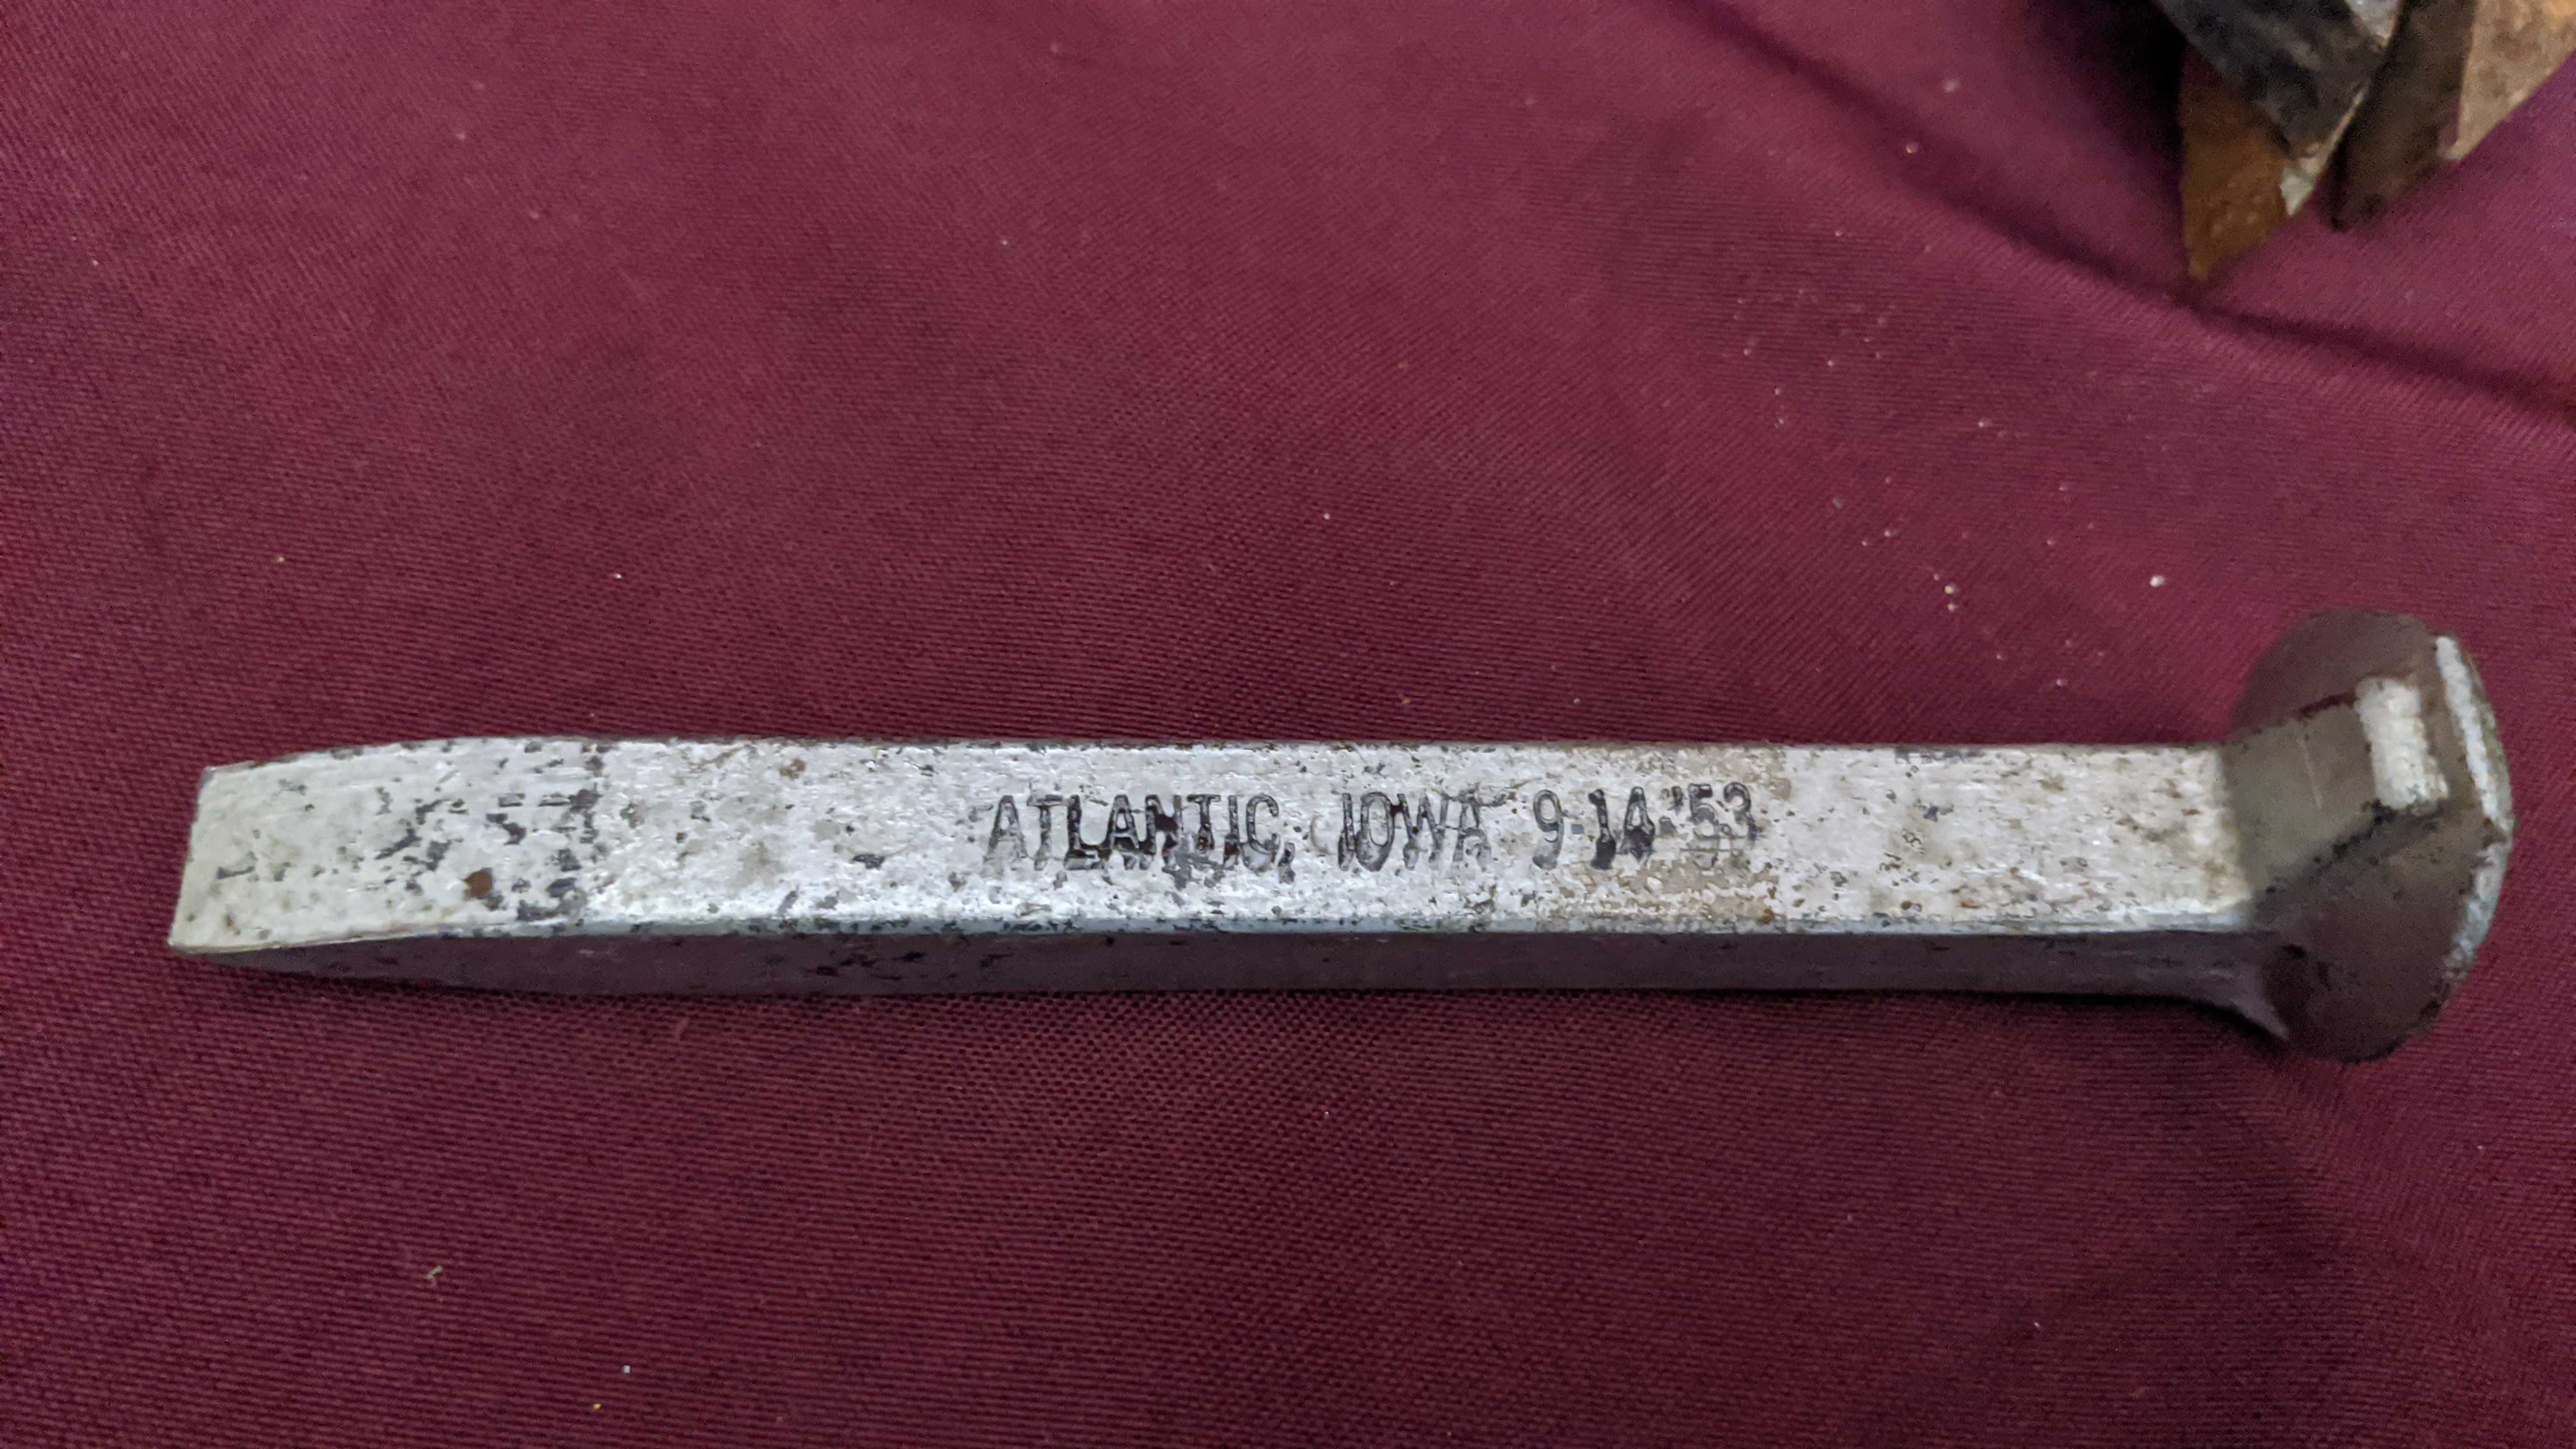 ATLANTIC, IOWA 9-14-'53